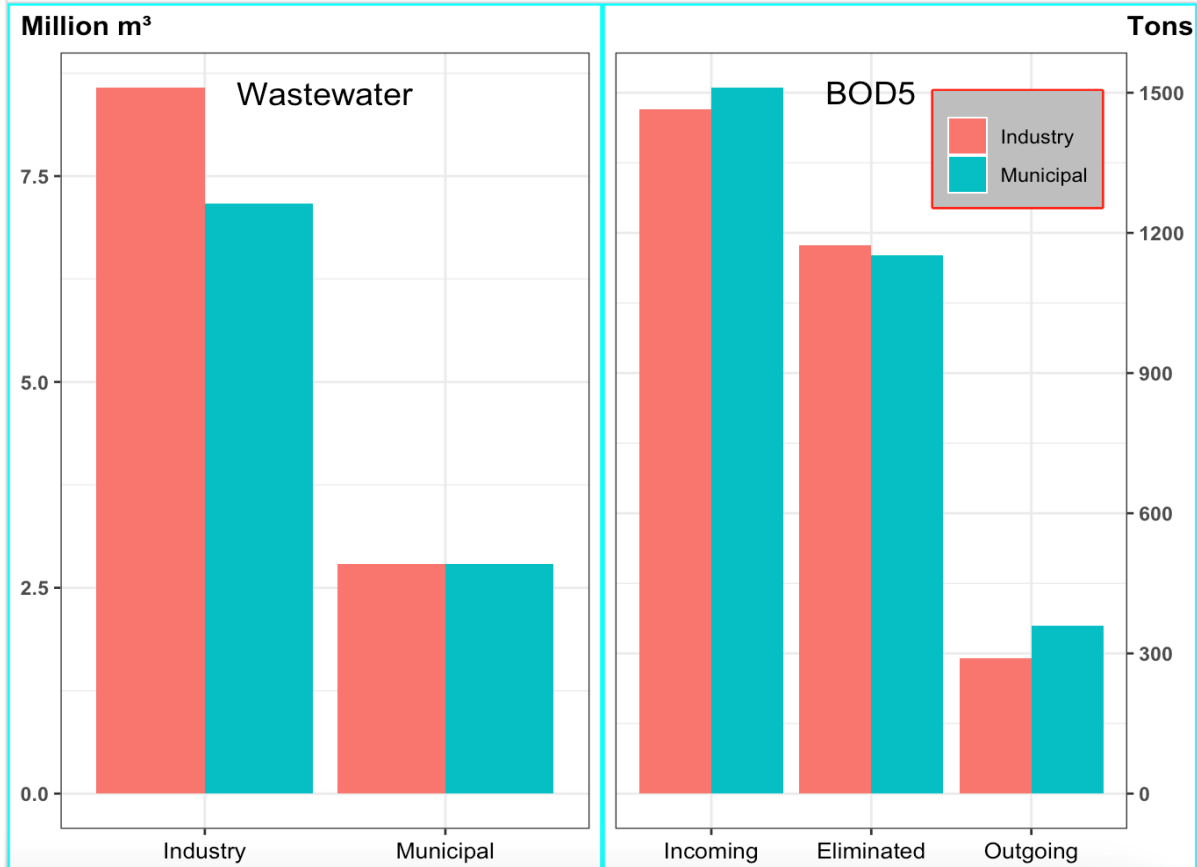 Million m³
Tons
Wastewater
7.5
5.0
2.5
0.0
Industry Municipal
BOD5
Industry
Municipal
1500
1200
900
600
300
0
Incoming Eliminated Outgoing